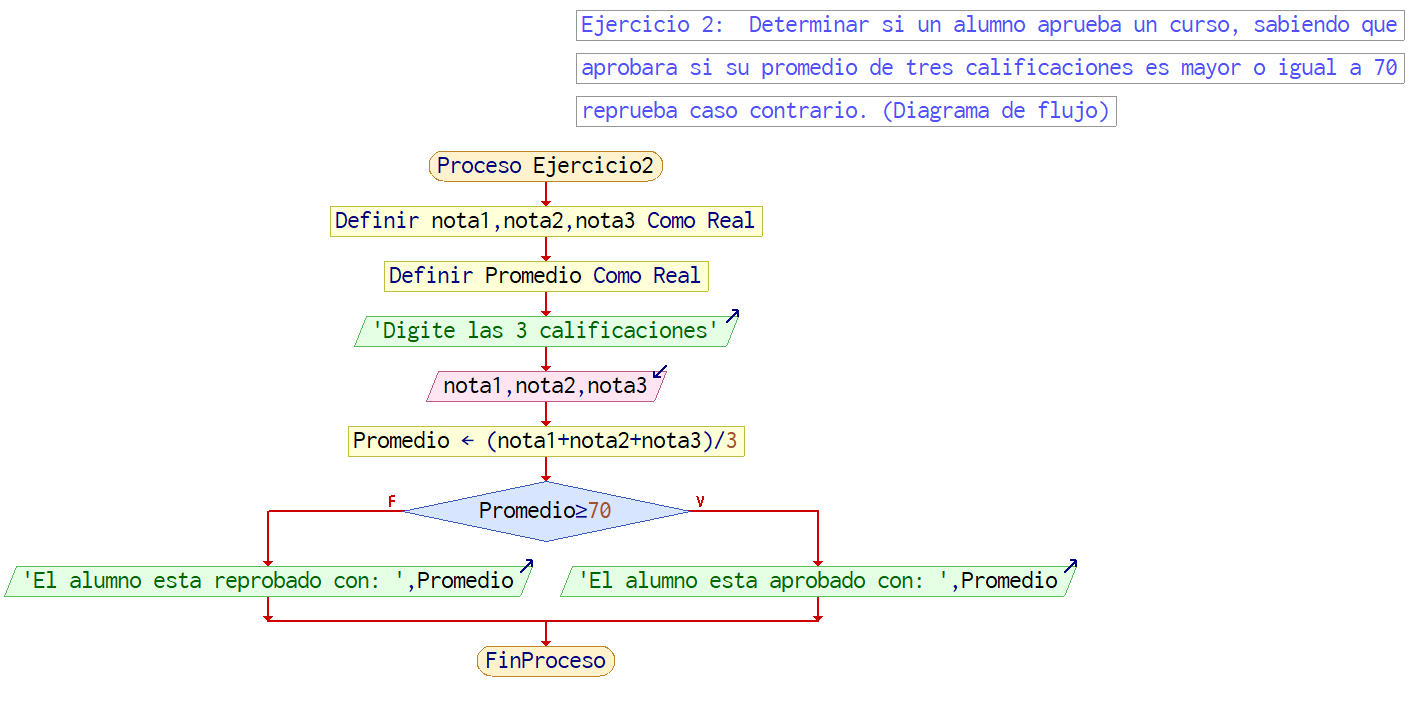 Ejercicio 2:  Determinar si un alumno aprueba un curso, sabiendo que
aprobara si su promedio de tres calificaciones es mayor o igual a 70
reprueba caso contrario. (Diagrama de flujo)
Proceso Ejercicio2
Definir nota1,nota2,nota3 Como Real
Definir Promedio Como Real
'Digite las 3 calificaciones'
nota1,nota2,nota3
Promedio ← (nota1+nota2+nota3)/3
F
V
Promedio≥70
'El alumno esta reprobado con: ',Promedio
'El alumno esta aprobado con: ',Promedio
FinProceso